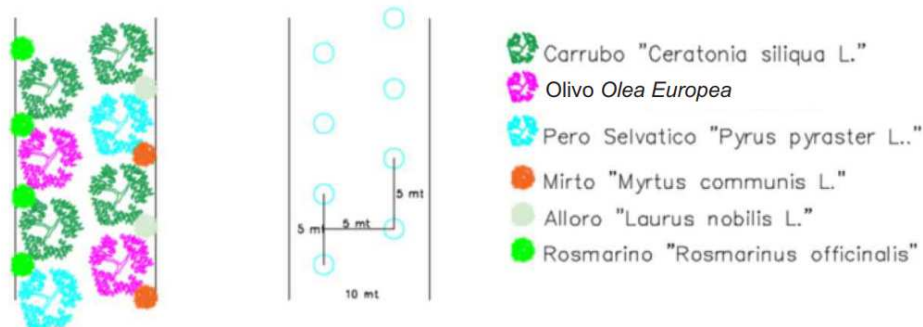 5 mt
5 mt
5 mt
10 mt
Carrubo "Ceratonia siliqua L."
Olivo Olea Europea
Pero Selvatico "Pyrus pyraster L.."
Mirto "Myrtus communis L."
Alloro "Laurus nobilis L."
Rosmarino "Rosmarinus officinalis"